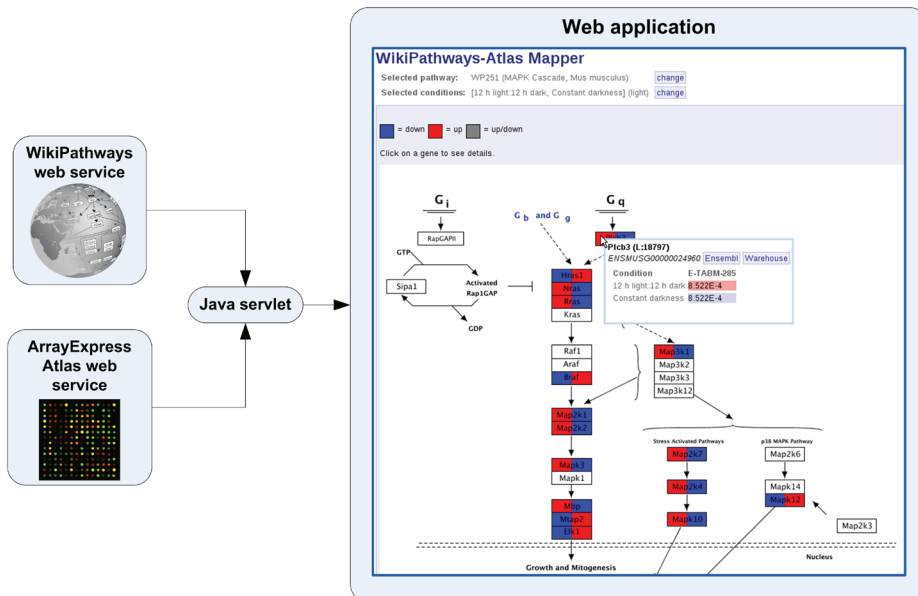 Web application
WikiPathways-Atlas Mapper
Selected pathway: WP251 (MAPK Cascade, Mus musculus) change
Selected conditions: [12 h light:12 h dark, Constant darkness] (light) change
= down = up = up/down
Click on a gene to see details.
WikiPathways
web service
ArrayExpress
Atlas web
service
Java servlet
G i
G b and G g
G q
RapGAPII
GTP
Sipa1
Activated
Rap1GAP
GDP
Plcb3 (L:18797)
ENSMUSG00000024960 Ensembl Warehouse
Condition E-TABM-285
12 h light:12 h dark 8.522E-4
Constant darkness 8.522E-4
Hras1
Nras
Rras
Kras
Raf1
Araf
Braf
Map3k1
Map3k2
Map3k3
Map3k12
Map2k1
Map2k2
Stress Activated Pathways
p38 MAPK Pathway
Map2k7
Map2k6
Mapk3
Mapk1
Map2k4
Mapk14
Mapk12
Mbp
Mtap2
Elk1
Mapk10
Map2k3
Nucleus
Growth and Mitogenesis